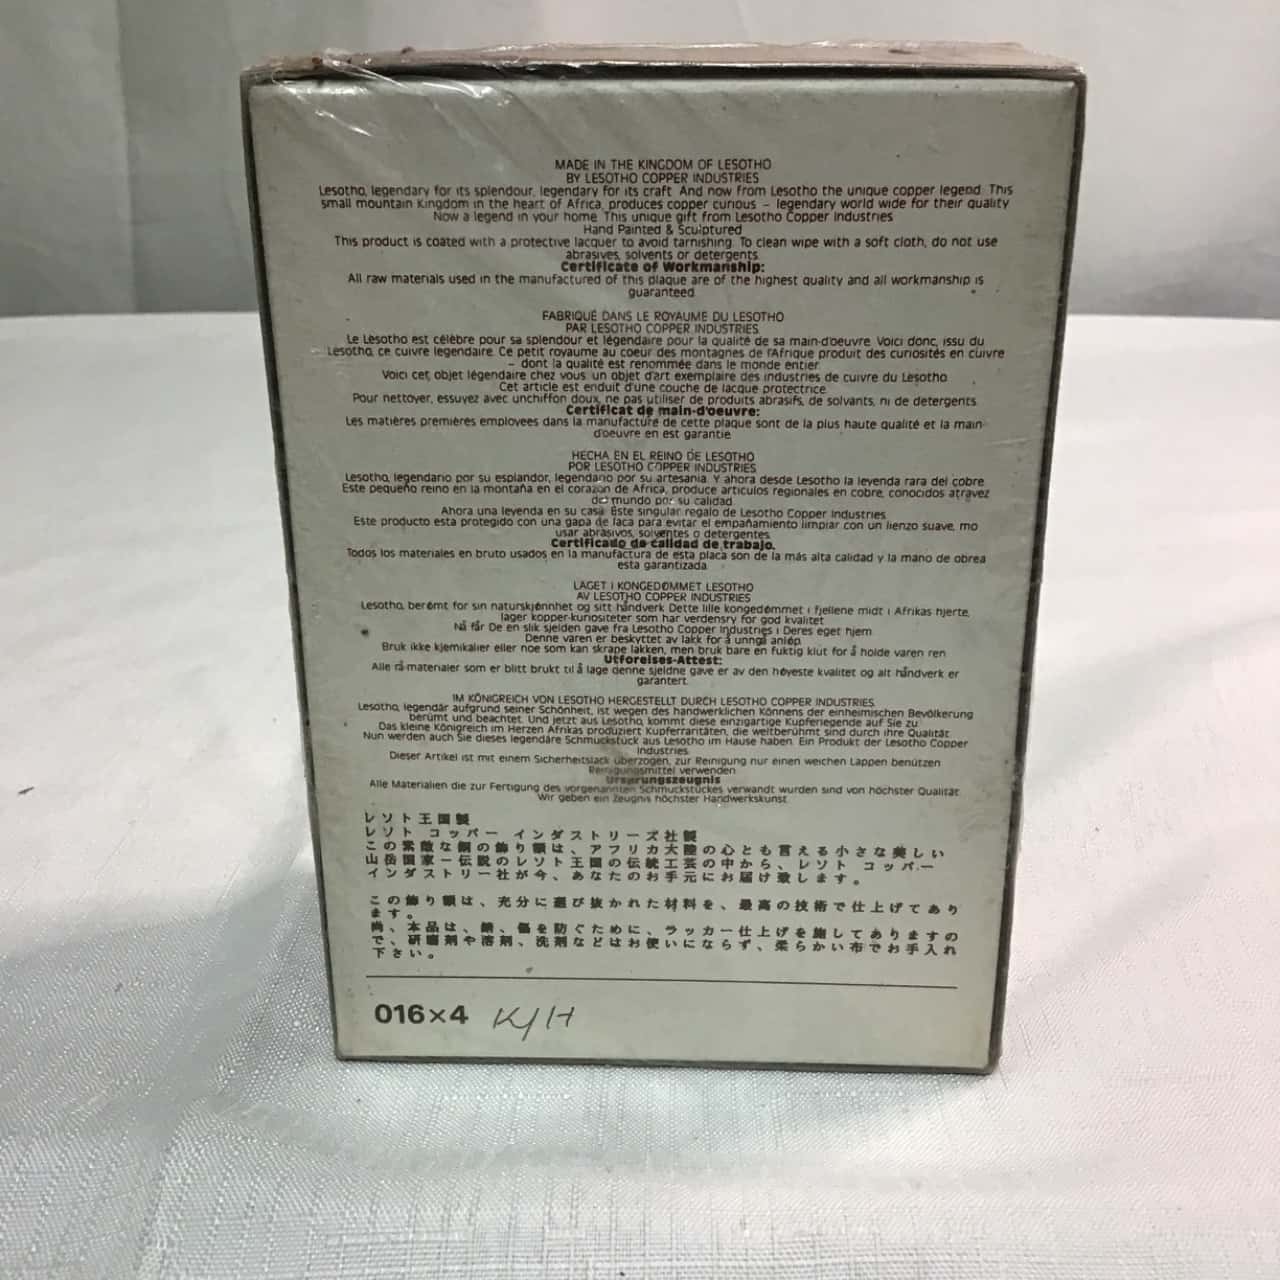 MADE IN THE KINGDOM OF LESOTHO
BY LESOTHO COPPER INDUSTRIES
Lesotho, legendary for its splendour, legendary for its craft. And now from Lesotho the unique copper legend. This
small mountain Kingdom in the heart of Africa, produces copper curious – legendary world wide for their quality
Now a legend in your home. This unique gift from Lesotho Copper Industries
Hand Painted & Sculptured
This product is coated with a protective lacquer to avoid tarnishing. To clean wipe with a soft cloth, do not use
abrasives, solvents or detergents.
Certificate of Workmanship:
All raw materials used in the manufactured of this plaque are of the highest quality and all workmanship is
guaranteed
FABRIQUÉ DANS LE ROYAUME DU LESOTHO
PAR LESOTHO COPPER INDUSTRIES
Le Lesotho est célèbre pour sa splendour et légendaire pour la qualité de sa main-d'oeuvre. Voici donc, issu du
Lesotho, ce cuivre legendaire. Ce petit royaume au coeur des montagnes de l'Afrique produit des curiosités en cuivre
– dont la qualité est renommée dans le monde entier.
Voici cet, objet légendaire chez vous: un objet d'art exemplaire des industries de cuivre du Lesotho.
Cet article est enduit d'une couche de lacque protectrice.
Pour nettoyer, essuyez avec unchiffon doux, ne pas utiliser de produits abrasifs, de solvants, ni de detergents.
Certificat de main-d'oeuvre:
Les matières premières employees dans la manufacture de cette plaque sont de la plus haute qualité et la main-
d'oeuvre en est garantie
HECHA EN EL REINO DE LESOTHO
POR LESOTHO COPPER INDUSTRIES
Lesotho, legendario por su esplandor, legendario por su artesania. Y ahora desde Lesotho la leyenda rara del cobre.
Este pequeño reino en la montaña en el corazon de Africa, produce articulos regionales en cobre, conocidos atravez
del mundo por su calidad.
Ahora una leyenda en su casa. Este singular regalo de Lesotho Copper Industries.
Este producto esta protegido con una gapa de laca para evitar el empañamiento limpiar con un lienzo suave, mo
usar abrasivos, solventes o detergentes.
Certificado de calidad de trabajo.
Todos los materiales en bruto usados en la manufactura de esta placa son de la más alta calidad y la mano de obrea
esta garantizada
LAGET I KONGEDØMMET LESOTHO
AV LESOTHO COPPER INDUSTRIES
Lesotho, berømt for sin naturskjønnhet og sitt håndverk Dette lille kongedømmet i fjellene midt i Afrikas hjerte,
lager kopper-kuriositeter som har verdensry for god kvalitet
Nå får De en slik sjelden gave fra Lesotho Copper Industries i Deres eget hjem.
Denne varen er beskyttet av lakk for å unngå anløp.
Bruk ikke kjemikalier eller noe som kan skrape lakken, men bruk bare en fuktig klut for å holde varen ren
Utforelses-Attest:
Alle rå-materialer som er blitt brukt til å lage denne sjeldne gave er av den høyeste kvalitet og alt håndverk er
garantert.
IM KÖNIGREICH VON LESOTHO HERGESTELLT DURCH LESOTHO COPPER INDUSTRIES.
Lesotho, legendär aufgrund seiner Schönheit, ist wegen des handwerklichen Könnens der einheimischen Bevölkerung
berümt und beachtet. Und jetzt aus Lesotho, kommt diese einzigartige Kupferlegende auf Sie zu.
Das kleine Königreich im Herzen Afrikas produziert Kupferraritäten, die weltberühmt sind durch ihre Qualität.
Nun werden auch Sie dieses legendäre Schmuckstück aus Lesotho im Hause haben. Ein Produkt der Lesotho Copper
Industries.
Dieser Artikel ist mit einem Sicherheitslack überzogen, zur Reinigung nur einen weichen Lappen benützen
Reinigungsmittel verwenden
Ursprungszeugnis
Alle Materialien die zur Fertigung des vorgenannten Schmuckstückes verwandt wurden sind von höchster Qualität.
Wir geben ein Zeugnis höchster Handwerkskunst.
レソト王国製
レソト コッパー インダストリーズ社製
この素敵な銅の飾り額は、アフリカ大陸の心とも言える小さな美しい
山岳国家ー伝説のレソト王国の伝統工芸の中から、レソト コッパー
インダストリー社が今、あなたのお手元にお届け致します。
この飾り額は、充分に選び抜かれた材料を、最高の技術で仕上げてあり
ます。
尚、本品は、錆、傷を防ぐために、ラッカー仕上げを施してありますの
で、研磨剤や溶剤、洗剤などはお使いにならず、柔らかい布でお手入れ
下さい。
016×4 K/H